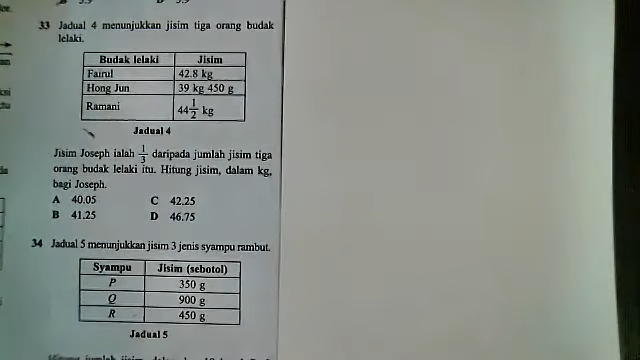 33 Jadual 4 menunjukkan jisim tiga orang budak
lelaki.
Budak lelaki Jisim
Fairul 42.8 kg
Hong Jun 39 kg 450 g
Ramani 44 1/2 kg
Jadual 4
Jisim Joseph ialah 1/3 daripada jumlah jisim tiga
orang budak lelaki itu. Hitung jisim, dalam kg,
bagi Joseph.
A 40.05 C 42.25
B 41.25 D 46.75
34 Jadual 5 menunjukkan jisim 3 jenis syampu rambut.
Syampu Jisim (sebotol)
P 350 g
Q 900 g
R 450 g
Jadual 5